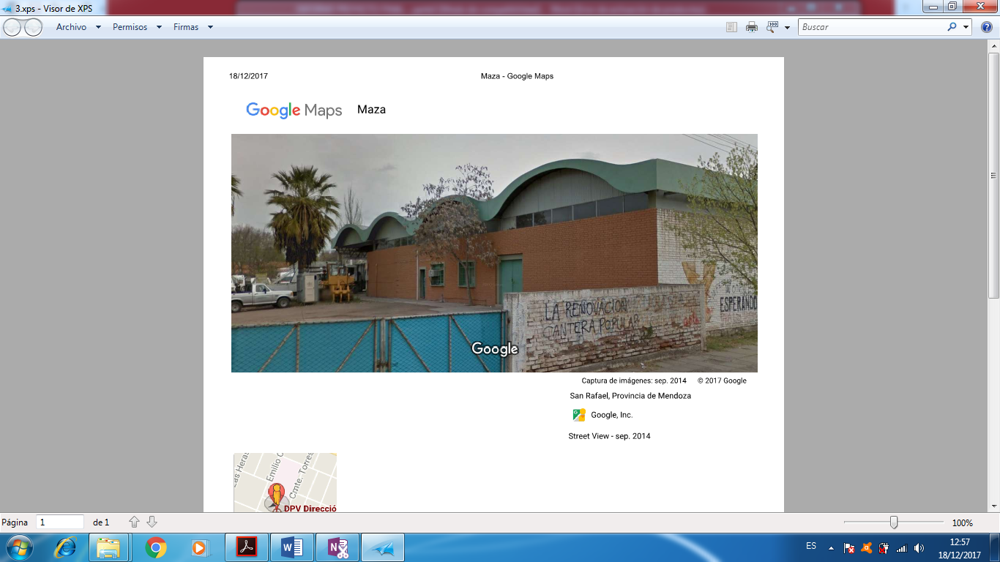 3.xps - Visor de XPS
Archivo Permisos Firmas
100
Buscar
18/12/2017 Maza - Google Maps
Google Maps Maza
LA RENOVACION
CANTERA POPULAR
ESPERANDO
Google
Captura de imágenes: sep. 2014 © 2017 Google
San Rafael, Provincia de Mendoza
Google, Inc.
Street View - sep. 2014
Las Heras
Emilio C
Cmte. Torres
DPV Direcció
Página 1 de 1
100%
ES
12:57
18/12/2017